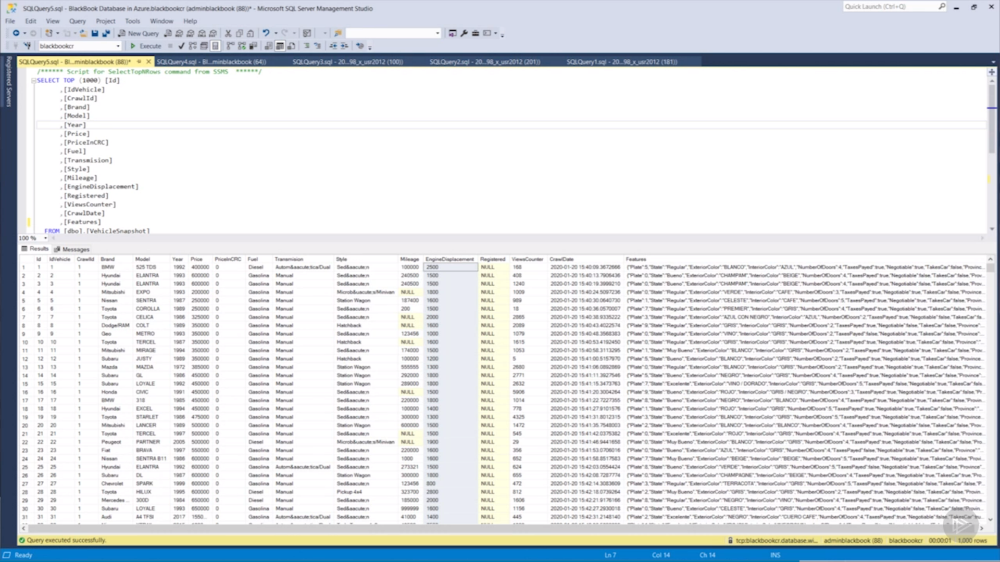 SQLQuery5.sql - BlackBook Database in Azure.blackbookcr (adminblackbook (88))* - Microsoft SQL Server Management Studio
Quick Launch (Ctrl+Q)
File Edit View Query Project Tools Window Help
New Query
blackbookcr Execute
SQLQuery5.sql - Bl...minblackbook (88))* SQLQuery4.sql - Bl...minblackbook (64)) SQLQuery3.sql - 20...98_x_usr2012 (100)) SQLQuery2.sql - 20...98_x_usr2012 (201)) SQLQuery1.sql - 20...98_x_usr2012 (181))
Registered Servers
/****** Script for SelectTopNRows command from SSMS ******/
SELECT TOP (1000) [Id]
,[IdVehicle]
,[CrawlId]
,[Brand]
,[Model]
,[Year]
,[Price]
,[PriceInCRC]
,[Fuel]
,[Transmision]
,[Style]
,[Mileage]
,[EngineDisplacement]
,[Registered]
,[ViewsCounter]
,[CrawlDate]
,[Features]
FROM [dbo].[VehicleSnapshot]
100 %
Results Messages
Id IdVehicle CrawlId Brand Model Year Price PriceInCRC Fuel Transmision Style Mileage EngineDisplacement Registered ViewsCounter CrawlDate Features
1 1 1 1 BMW 525 TDS 1992 400000 0 Diesel Autom&aacute;tica/Dual Sed&aacute;n 100000 2500 NULL 168 2020-01-20 15:40:09.3672666 {"Plate":5,"State":"Regular","ExteriorColor":"BLANCO","InteriorColor":"AZUL","NumberOfDoors":4,"TaxesPayed":true,"Negotiable":true,"TakesCar":false,"Provinc...
2 2 2 1 Hyundai ELANTRA 1993 600000 0 Gasolina Manual Sed&aacute;n 240500 1500 NULL 408 2020-01-20 15:40:13.7906436 {"Plate":0,"State":"Bueno","ExteriorColor":"CHAMPAM","InteriorColor":"BEIGE","NumberOfDoors":4,"TaxesPayed":true,"Negotiable":false,"TakesCar":false,"Prov...
3 3 3 1 Hyundai ELANTRA 1993 600000 0 Gasolina Manual Sed&aacute;n 240500 1500 NULL 1240 2020-01-20 15:40:19.3999210 {"Plate":0,"State":"Bueno","ExteriorColor":"CHAMPAM","InteriorColor":"BEIGE","NumberOfDoors":4,"TaxesPayed":true,"Negotiable":false,"TakesCar":false,"Prov...
4 4 4 1 Mitsubishi EXPO 1993 200000 0 Gasolina Manual Microb&uacute;s/Minivan NULL 1800 NULL 1009 2020-01-20 15:40:24.5097236 {"Plate":0,"State":"Regular","ExteriorColor":"VERDE","InteriorColor":"CAFE","NumberOfDoors":3,"TaxesPayed":true,"Negotiable":true,"TakesCar":false,"Provin...
5 5 5 1 Nissan SENTRA 1987 250000 0 Gasolina Manual Station Wagon 187400 1600 NULL 989 2020-01-20 15:40:30.0640730 {"Plate":1,"State":"Regular","ExteriorColor":"CELESTE","InteriorColor":"CAFE","NumberOfDoors":5,"TaxesPayed":true,"Negotiable":true,"TakesCar":false,"Pr...
6 6 6 1 Toyota COROLLA 1989 250000 0 Gasolina Manual Sed&aacute;n 200 1500 NULL 18 2020-01-20 15:40:36.0570007 {"Plate":7,"State":"Regular","ExteriorColor":"PREMIER","InteriorColor":"GRIS","NumberOfDoors":4,"TaxesPayed":true,"Negotiable":true,"TakesCar":false,"Pro...
7 7 7 1 Toyota CELICA 1986 325000 0 Gasolina Manual Sed&aacute;n NULL 2000 NULL 2865 2020-01-20 15:40:38.9335222 {"Plate":3,"State":"Regular","ExteriorColor":"AZUL CON NEGRO","InteriorColor":"AZUL","NumberOfDoors":2,"TaxesPayed":true,"Negotiable":true,"TakesCar":fa...
8 8 8 1 Dodge/RAM COLT 1989 350000 0 Gasolina Manual Hatchback NULL 1600 NULL 2089 2020-01-20 15:40:43.4022574 {"Plate":9,"State":"Regular","ExteriorColor":"GRIS","InteriorColor":"GRIS","NumberOfDoors":2,"TaxesPayed":true,"Negotiable":true,"TakesCar":false,"Province":...
9 9 9 1 Geo METRO 1993 350000 0 Gasolina Manual Sed&aacute;n 123456 1000 NULL 1079 2020-01-20 15:40:48.3568383 {"Plate":0,"State":"Regular","ExteriorColor":"VINO","InteriorColor":"GRIS","NumberOfDoors":2,"TaxesPayed":false,"Negotiable":true,"TakesCar":false,"Provinc...
10 10 10 1 Toyota TERCEL 1987 350000 0 Gasolina Manual Hatchback NULL 1600 NULL 1615 2020-01-20 15:40:53.4192450 {"Plate":0,"State":"Regular","ExteriorColor":"GRIS","InteriorColor":"GRIS","NumberOfDoors":2,"TaxesPayed":true,"Negotiable":true,"TakesCar":false,"Province":"...
11 11 11 1 Mitsubishi MIRAGE 1994 350000 0 Gasolina Manual Sed&aacute;n 174000 1500 NULL 1053 2020-01-20 15:40:58.3113295 {"Plate":1,"State":"Muy Bueno","ExteriorColor":"BLANCO","InteriorColor":"GRIS","NumberOfDoors":2,"TaxesPayed":true,"Negotiable":true,"TakesCar":false,"Pr...
12 12 12 1 Subaru JUSTY 1989 350000 0 Gasolina Manual Hatchback 100000 1200 NULL 5 2020-01-20 15:41:00.5157970 {"Plate":5,"State":"Bueno","ExteriorColor":"BLANCO","InteriorColor":"GRIS","NumberOfDoors":2,"TaxesPayed":true,"Negotiable":true,"TakesCar":false,"Provin...
13 13 13 1 Mazda MAZDA 1972 385000 0 Gasolina Manual Station Wagon 555555 1300 NULL 2680 2020-01-20 15:41:06.0892869 {"Plate":0,"State":"Regular","ExteriorColor":"BLANCO","InteriorColor":"GRIS","NumberOfDoors":2,"TaxesPayed":true,"Negotiable":true,"TakesCar":false,"Prov...
14 14 14 1 Subaru GL 1986 450000 0 Gasolina Manual Station Wagon 292000 1800 NULL 2771 2020-01-20 15:41:11.3927546 {"Plate":5,"State":"Bueno","ExteriorColor":"NEGRO","InteriorColor":"GRIS","NumberOfDoors":4,"TaxesPayed":true,"Negotiable":true,"TakesCar":false,"Province":...
15 15 15 1 Subaru LOYALE 1992 450000 0 Gasolina Manual Station Wagon 289000 1800 NULL 2632 2020-01-20 15:41:15.3473763 {"Plate":7,"State":"Excelente","ExteriorColor":"VINO / DORADO","InteriorColor":"GRIS","NumberOfDoors":5,"TaxesPayed":true,"Negotiable":false,"TakesCar":fal...
16 16 16 1 Honda CIVIC 1991 450000 0 Gasolina Manual Sed&aacute;n NULL 1500 NULL 5906 2020-01-20 15:41:20.3004264 {"Plate":9,"State":"Bueno","ExteriorColor":"ROJO","InteriorColor":"GRIS / NEGRO","NumberOfDoors":3,"TaxesPayed":true,"Negotiable":true,"TakesCar":false,"Pr...
17 17 17 1 BMW 318 1985 450000 0 Gasolina Manual Sed&aacute;n 220000 1800 NULL 1014 2020-01-20 15:41:22.7227355 {"Plate":8,"State":"Bueno","ExteriorColor":"NEGRO","InteriorColor":"BLANCO","NumberOfDoors":4,"TaxesPayed":true,"Negotiable":true,"TakesCar":false,"Provin...
18 18 18 1 Hyundai EXCEL 1994 450000 0 Gasolina Manual Sed&aacute;n 100000 1400 NULL 778 2020-01-20 15:41:27.9101576 {"Plate":1,"State":"Bueno","ExteriorColor":"ROJO","InteriorColor":"GRIS","NumberOfDoors":5,"TaxesPayed":true,"Negotiable":true,"TakesCar":false,"Province":"...
19 19 19 1 Toyota STARLET 1986 475000 0 Gasolina Manual Sed&aacute;n 300000 1300 NULL 4325 2020-01-20 15:41:31.8012315 {"Plate":3,"State":"Bueno","ExteriorColor":"BLANCO","InteriorColor":"GRIS","NumberOfDoors":5,"TaxesPayed":true,"Negotiable":true,"TakesCar":false,"Provinc...
20 20 20 1 Mitsubishi LANCER 1989 500000 0 Gasolina Manual Station Wagon 600000 1500 NULL 1472 2020-01-20 15:41:35.7548003 {"Plate":2,"State":"Bueno","ExteriorColor":"BLANCO","InteriorColor":"BLANCO","NumberOfDoors":4,"TaxesPayed":true,"Negotiable":true,"TakesCar":false,"Prov...
21 21 21 1 Toyota TERCEL 1997 500000 0 Gasolina Manual Sed&aacute;n NULL 1500 NULL 545 2020-01-20 15:41:42.0375382 {"Plate":0,"State":"Excelente","ExteriorColor":"ROJO","InteriorColor":"GRIS","NumberOfDoors":4,"TaxesPayed":true,"Negotiable":true,"TakesCar":false,"Provinc...
22 22 22 1 Peugeot PARTNER 2005 500000 0 Diesel Manual Microb&uacute;s/Minivan NULL 1900 NULL 29 2020-01-20 15:41:46.9441658 {"Plate":0,"State":"Muy Bueno","ExteriorColor":"BLANCO","InteriorColor":"GRIS","NumberOfDoors":4,"TaxesPayed":false,"Negotiable":true,"TakesCar":false,"Pr...
23 23 23 1 Fiat BRAVA 1997 550000 0 Gasolina Manual Sed&aacute;n 220000 1600 NULL 356 2020-01-20 15:41:53.0706016 {"Plate":0,"State":"Bueno","ExteriorColor":"AZUL","InteriorColor":"GRIS","NumberOfDoors":4,"TaxesPayed":false,"Negotiable":true,"TakesCar":false,"Province":"...
24 24 24 1 Nissan SENTRA B11 1986 600000 0 Gasolina Manual Sed&aacute;n 1000 1600 NULL 652 2020-01-20 15:41:58.8517583 {"Plate":7,"State":"Muy Bueno","ExteriorColor":"BEIGE","InteriorColor":"BEIGE","NumberOfDoors":5,"TaxesPayed":true,"Negotiable":true,"TakesCar":false,"Provi...
25 25 25 1 Hyundai ELANTRA 1992 600000 0 Gasolina Autom&aacute;tica/Dual Sed&aacute;n 273321 1500 NULL 624 2020-01-20 15:42:03.0554424 {"Plate":8,"State":"Bueno","ExteriorColor":"VERDE","InteriorColor":"GRIS","NumberOfDoors":5,"TaxesPayed":false,"Negotiable":true,"TakesCar":false,"Province...
26 26 26 1 Subaru DL 1987 600000 0 Gasolina Manual Station Wagon 300000 1800 NULL 655 2020-01-20 15:42:08.7287774 {"Plate":0,"State":"Bueno","ExteriorColor":"CHAMPAGNE","InteriorColor":"BEIGE","NumberOfDoors":4,"TaxesPayed":true,"Negotiable":true,"TakesCar":false,"Pro...
27 27 27 1 Chevrolet SPARK 1999 600000 0 Gasolina Manual Sed&aacute;n 123456 800 NULL 472 2020-01-20 15:42:14.3083609 {"Plate":3,"State":"Regular","ExteriorColor":"TERRACOTA","InteriorColor":"GRIS","NumberOfDoors":5,"TaxesPayed":false,"Negotiable":true,"TakesCar":false,"...
28 28 28 1 Toyota HILUX 1995 600000 0 Diesel Manual Pickup 4x4 323700 2800 NULL 812 2020-01-20 15:42:18.0739264 {"Plate":2,"State":"Muy Bueno","ExteriorColor":"GRIS","InteriorColor":"GRIS","NumberOfDoors":2,"TaxesPayed":true,"Negotiable":true,"TakesCar":false,"Provin...
29 29 29 1 Mercedes ... 300D 1984 650000 0 Diesel Manual Sed&aacute;n 185000 2000 NULL 1606 2020-01-20 15:42:21.9176166 {"Plate":8,"State":"Regular","ExteriorColor":"NEGRO","InteriorColor":"VINO","NumberOfDoors":4,"TaxesPayed":true,"Negotiable":true,"TakesCar":false,"Provin...
30 30 30 1 Subaru LOYALE 1993 650000 0 Gasolina Manual Sed&aacute;n 999999 1600 NULL 1156 2020-01-20 15:42:27.2930018 {"Plate":0,"State":"Bueno","ExteriorColor":"CELESTE","InteriorColor":"GRIS","NumberOfDoors":4,"TaxesPayed":true,"Negotiable":true,"TakesCar":false,"Provin...
31 31 31 1 Audi A4 TFSI 2017 1550... 0 Gasolina Autom&aacute;tica/Dual Sed&aacute;n 41000 1400 NULL 445 2020-01-20 15:42:31.2148140 {"Plate":2,"State":"Excelente","ExteriorColor":"NEGRO","InteriorColor":"CUERO CAFE","NumberOfDoors":4,"TaxesPayed":true,"Negotiable":true,"TakesCar":tru...
Query executed successfully. tcp:blackbookcr.database.wi... adminblackbook (88) blackbookcr 00:00:01 1,000 rows
Ready Ln 7 Col 14 Ch 14 INS